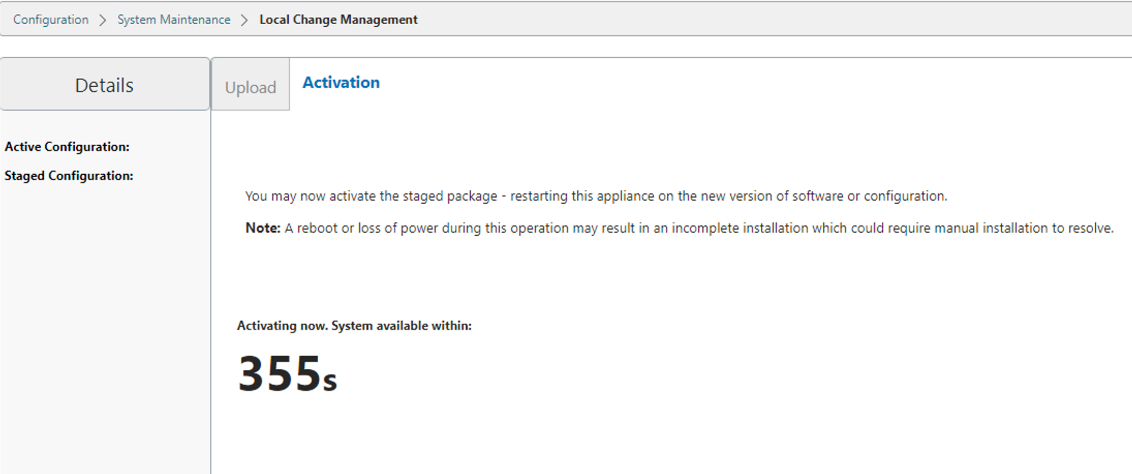 Configuration > System Maintenance > Local Change Management
Details
Upload
Activation
Active Configuration:
Staged Configuration:
You may now activate the staged package - restarting this appliance on the new version of software or configuration.
Note: A reboot or loss of power during this operation may result in an incomplete installation which could require manual installation to resolve.
Activating now. System available within:
355s